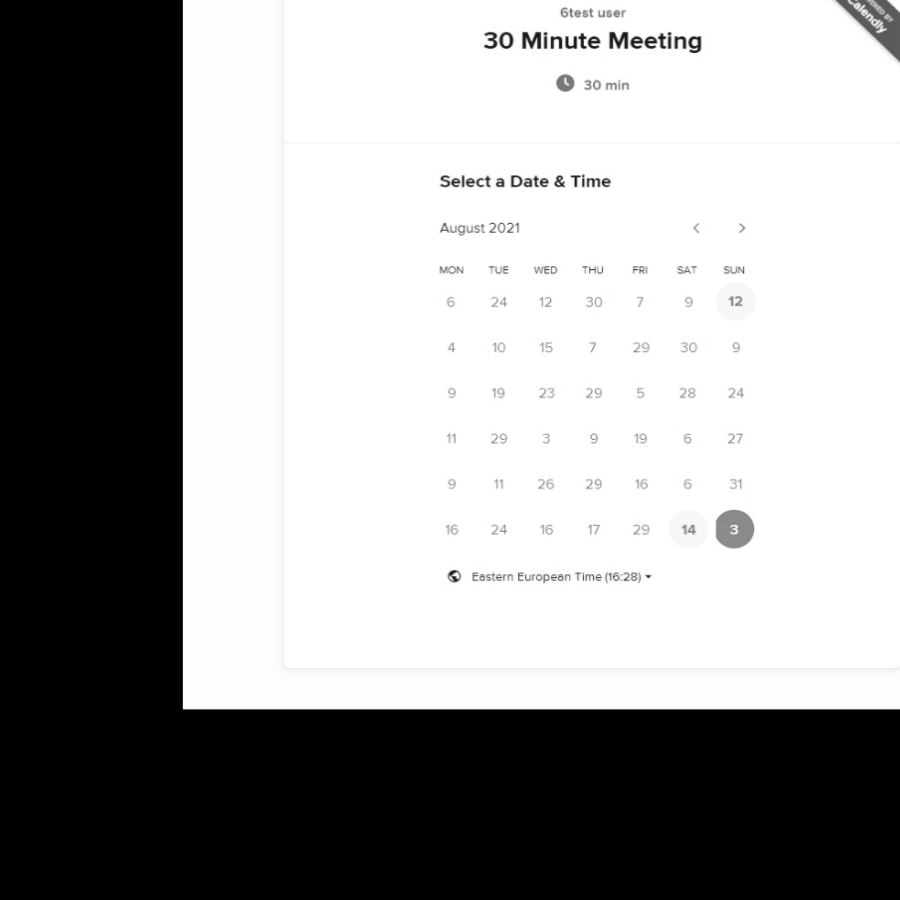 6test user
30 Minute Meeting
30 min
Calendly
Select a Date & Time
August 2021
MON TUE WED THU FRI SAT SUN
6 24 12 30 7 9 12
4 10 15 7 29 30 9
9 19 23 29 5 28 24
11 29 3 9 19 6 27
9 11 26 29 16 6 31
16 24 16 17 29 14 3
Eastern European Time (16:28)